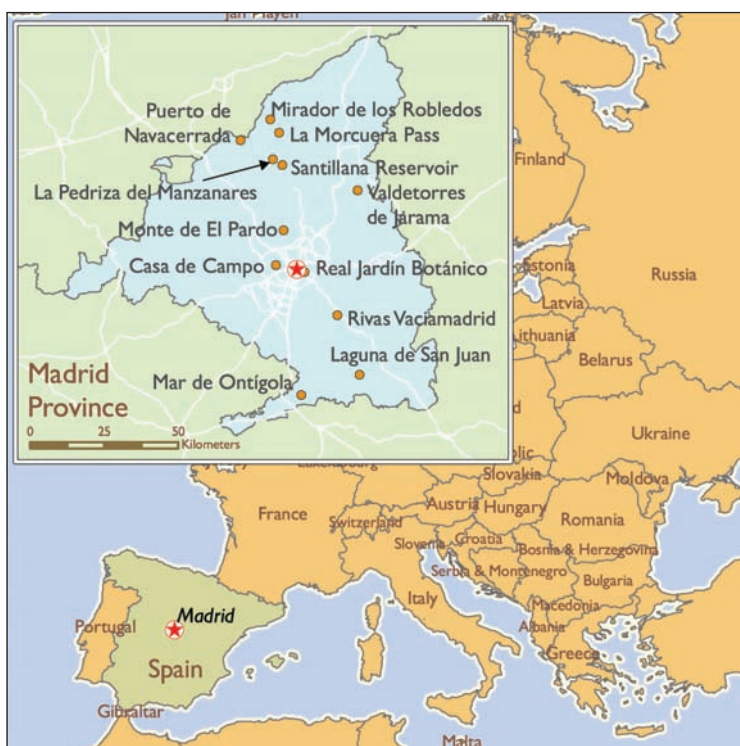 Jan Mayen
Puerto de
Navacerrada
Mirador de los Robledos
La Morcuera Pass
Santillana Reservoir
La Pedriza del Manzanares
Valdetorres
de Jarama
Monte de El Pardo
Casa de Campo
Real Jardín Botánico
Rivas Vaciamadrid
Laguna de San Juan
Mar de Ontígola
Madrid
Province
0 25 50
Kilometers
Finland
Estonia
Russia
Latvia
Lithuania
Belarus
Ukraine
Slovakia
Moldova
France
Austria
Hungary
Switzerland
Romania
Slovenia
Croatia
Bosnia & Herzegovina
Serbia & Montenegro
Bulgaria
Italy
Macedonia
Albania
Greece
Portugal
Madrid
Spain
Gibraltar
Malta